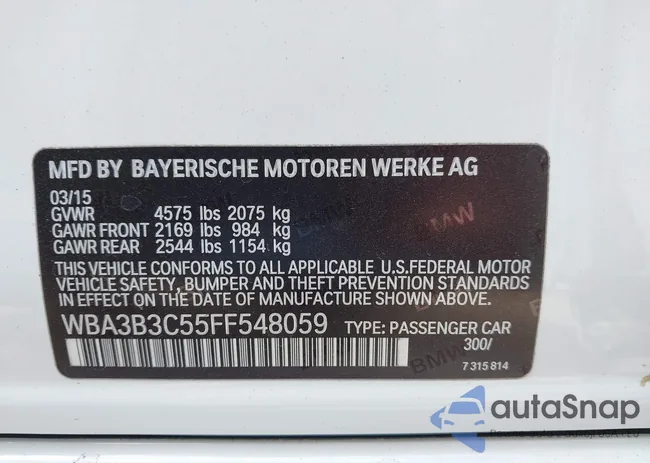 MFD BY BAYERISCHE MOTOREN WERKE AG
03/15
GVWR 4575 lbs 2075 kg
GAWR FRONT 2169 lbs 984 kg
GAWR REAR 2544 lbs 1154 kg
THIS VEHICLE CONFORMS TO ALL APPLICABLE U.S.FEDERAL MOTOR
VEHICLE SAFETY, BUMPER AND THEFT PREVENTION STANDARDS
IN EFFECT ON THE DATE OF MANUFACTURE SHOWN ABOVE.
WBA3B3C55FF548059 TYPE: PASSENGER CAR
300/
7 315 814
BMW
BMW
autoSnap